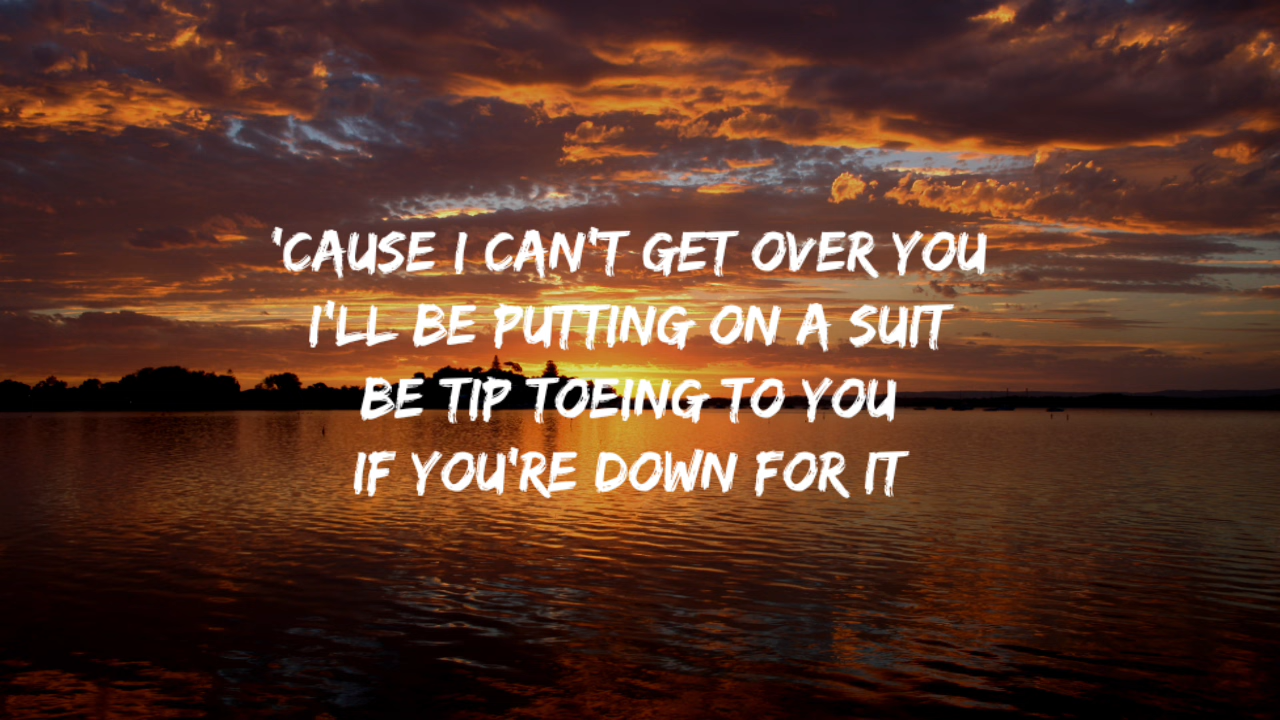 'CAUSE I CAN'T GET OVER YOU
I'LL BE PUTTING ON A SUIT
BE TIP TOEING TO YOU
IF YOU'RE DOWN FOR IT